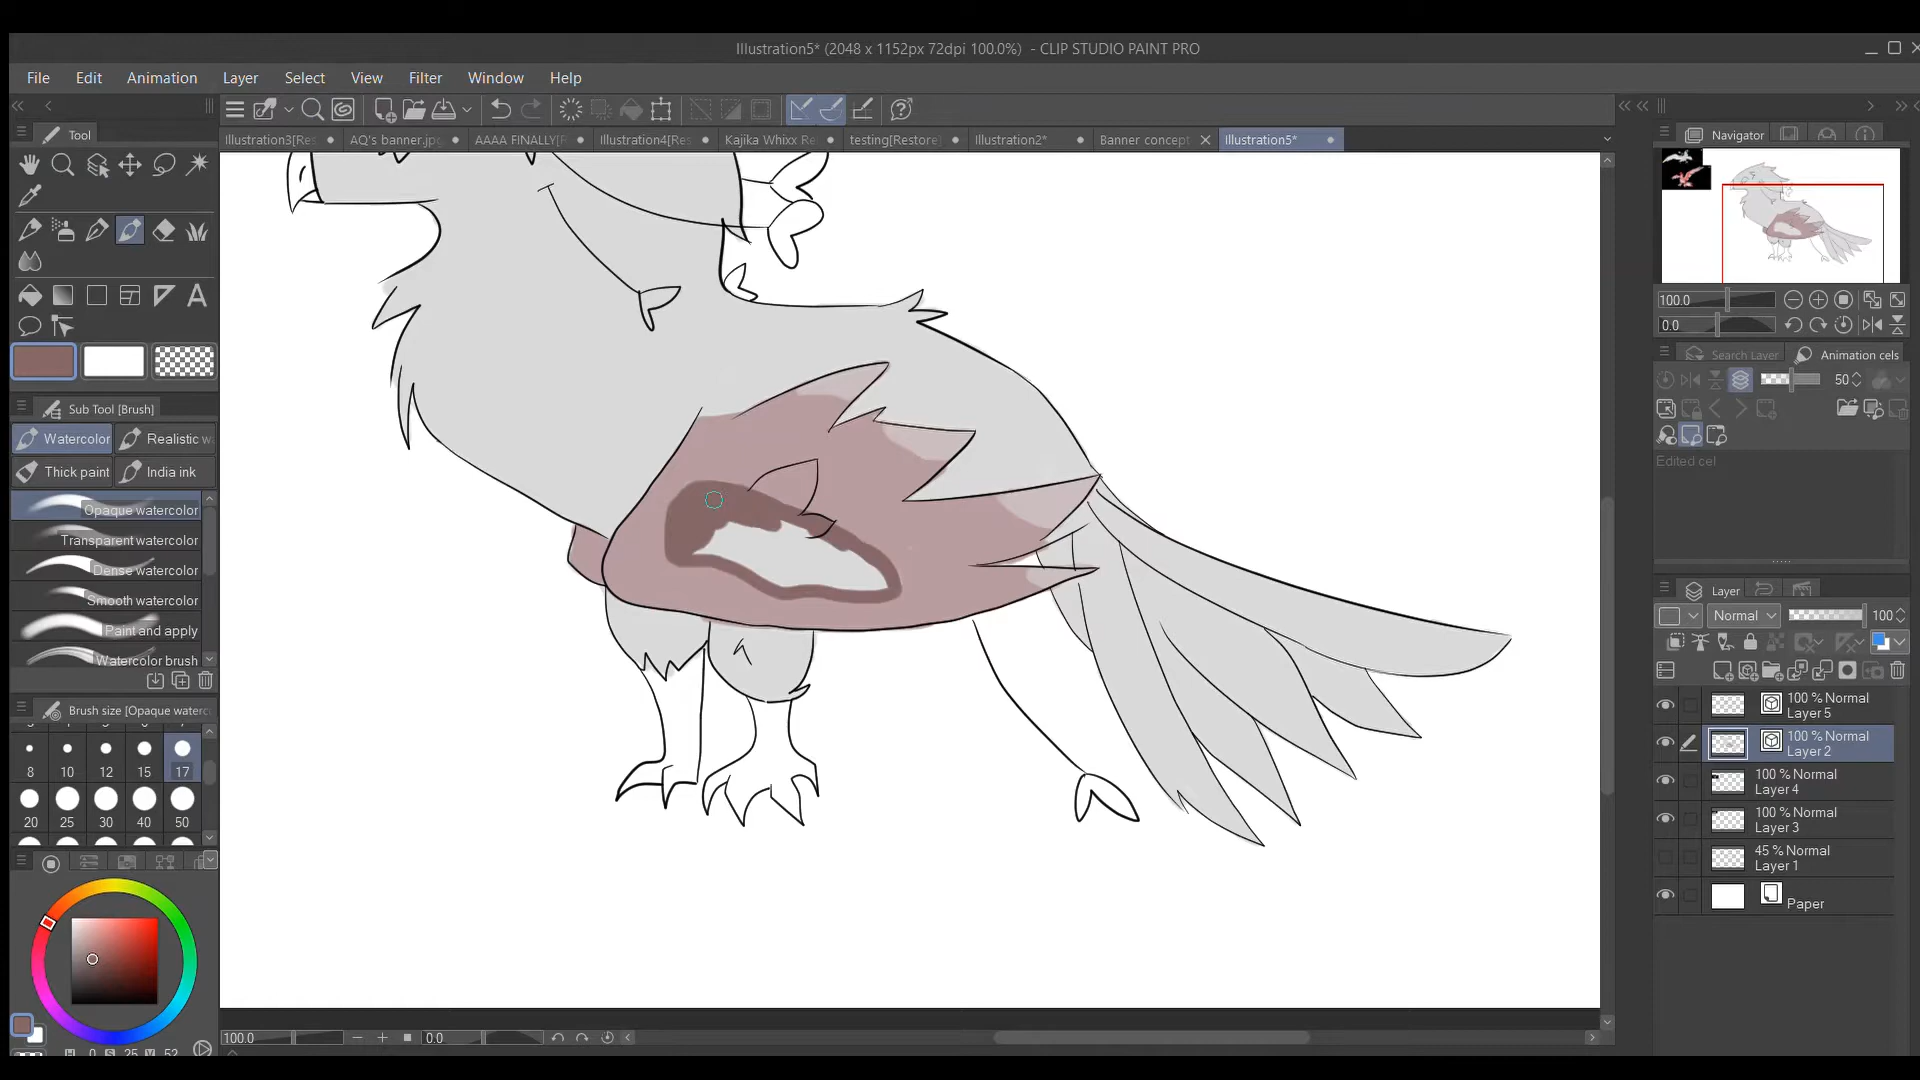 Illustration5* (2048 x 1152px 72dpi 100.0%) - CLIP STUDIO PAINT PRO
File Edit Animation Layer Select View Filter Window Help
Tool
Illustration3[Res AQ's banner.jpg AAAA FINALLY[F Illustration4[Res Kajika Whixx Re testing[Restore] Illustration2* Banner concept Illustration5*
Navigator
100.0
0.0
Search Layer Animation cels
50
Edited cel
Sub Tool [Brush]
Watercolor Realistic w
Thick paint India ink
Opaque watercolor
Transparent watercolor
Dense watercolor
Smooth watercolor
Paint and apply
Watercolor brush
Brush size [Opaque waterc
8 10 12 15 17
20 25 30 40 50
Layer
Normal 100
100 % Normal
Layer 5
100 % Normal
Layer 2
100 % Normal
Layer 4
100 % Normal
Layer 3
45 % Normal
Layer 1
Paper
100.0 0.0
H 0 S 25 V 52